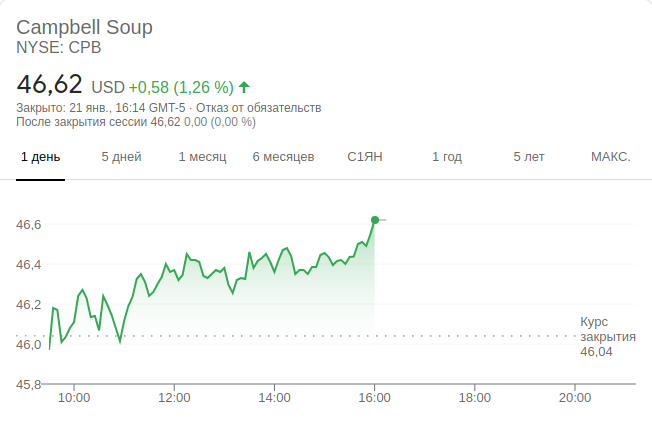 Campbell Soup
NYSE: CPB
46,62 USD +0,58 (1,26 %)
Закрыто: 21 янв., 16:14 GMT-5 · Отказ от обязательств
После закрытия сессии 46,62 0,00 (0,00 %)
1 день 5 дней 1 месяц 6 месяцев С1ЯН 1 год 5 лет МАКС.
46,6
46,4
46,2
46,0
45,8
Курс
закрытия
46,04
10:00 12:00 14:00 16:00 18:00 20:00